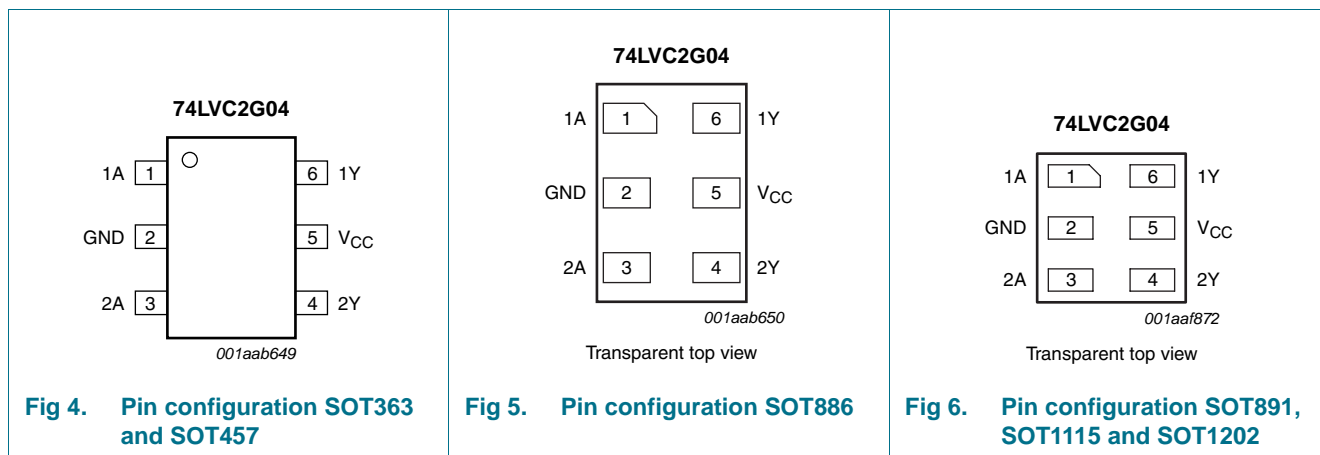 74LVC2G04
1A 1 6 1Y
GND 2 5 VCC
2A 3 4 2Y
001aab649
Fig 4. Pin configuration SOT363
and SOT457
74LVC2G04
1A 1 6 1Y
GND 2 5 VCC
2A 3 4 2Y
001aab650
Transparent top view
Fig 5. Pin configuration SOT886
74LVC2G04
1A 1 6 1Y
GND 2 5 VCC
2A 3 4 2Y
001aaf872
Transparent top view
Fig 6. Pin configuration SOT891,
SOT1115 and SOT1202